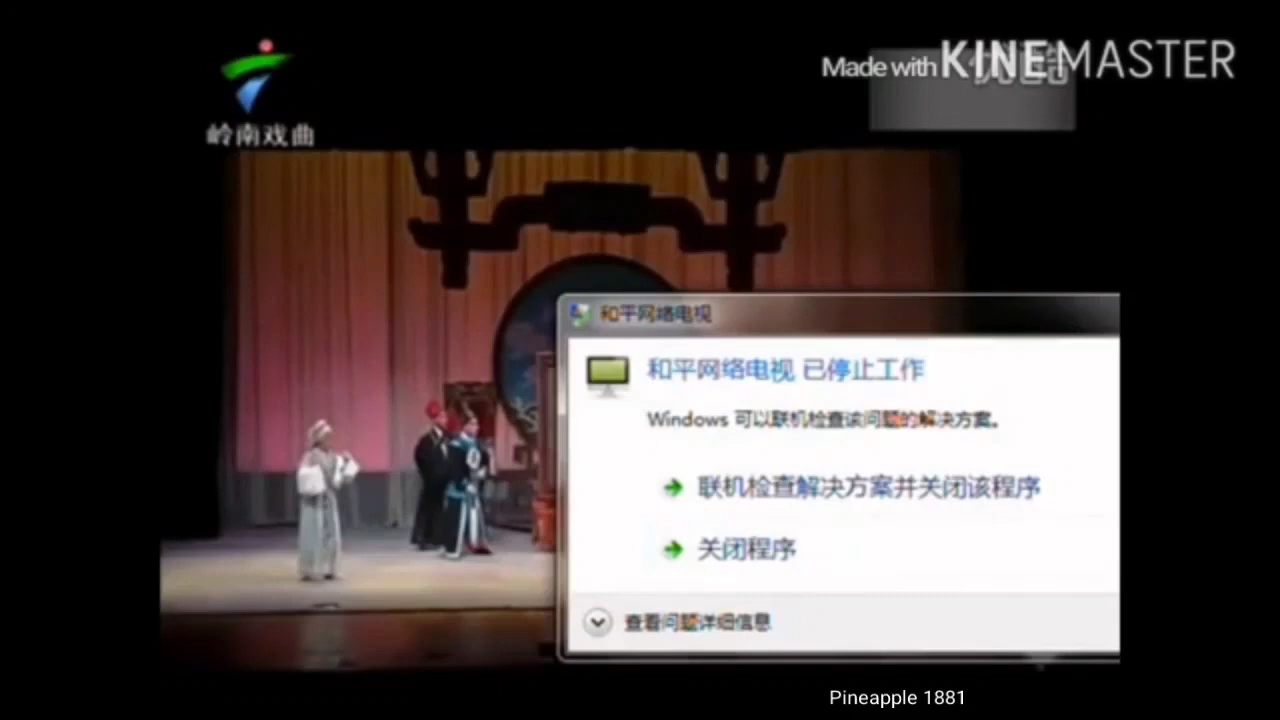 Made with KINEMASTER
岭南戏曲
和平网络电视
和平网络电视 已停止工作
Windows 可以联机检查该问题的解决方案。
联机检查解决方案并关闭该程序
关闭程序
查看问题详细信息
Pineapple 1881